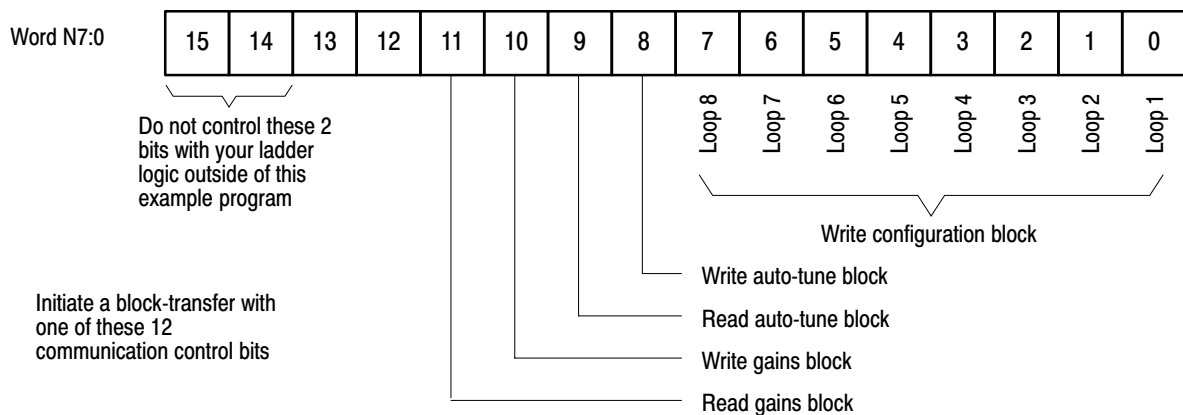 Word N7:0
15 14 13 12 11 10 9 8 7 6 5 4 3 2 1 0
Loop 8
Loop 7
Loop 6
Loop 5
Loop 4
Loop 3
Loop 2
Loop 1
Do not control these 2
bits with your ladder
logic outside of this
example program
Write configuration block
Write auto-tune block
Read auto-tune block
Write gains block
Read gains block
Initiate a block-transfer with
one of these 12
communication control bits